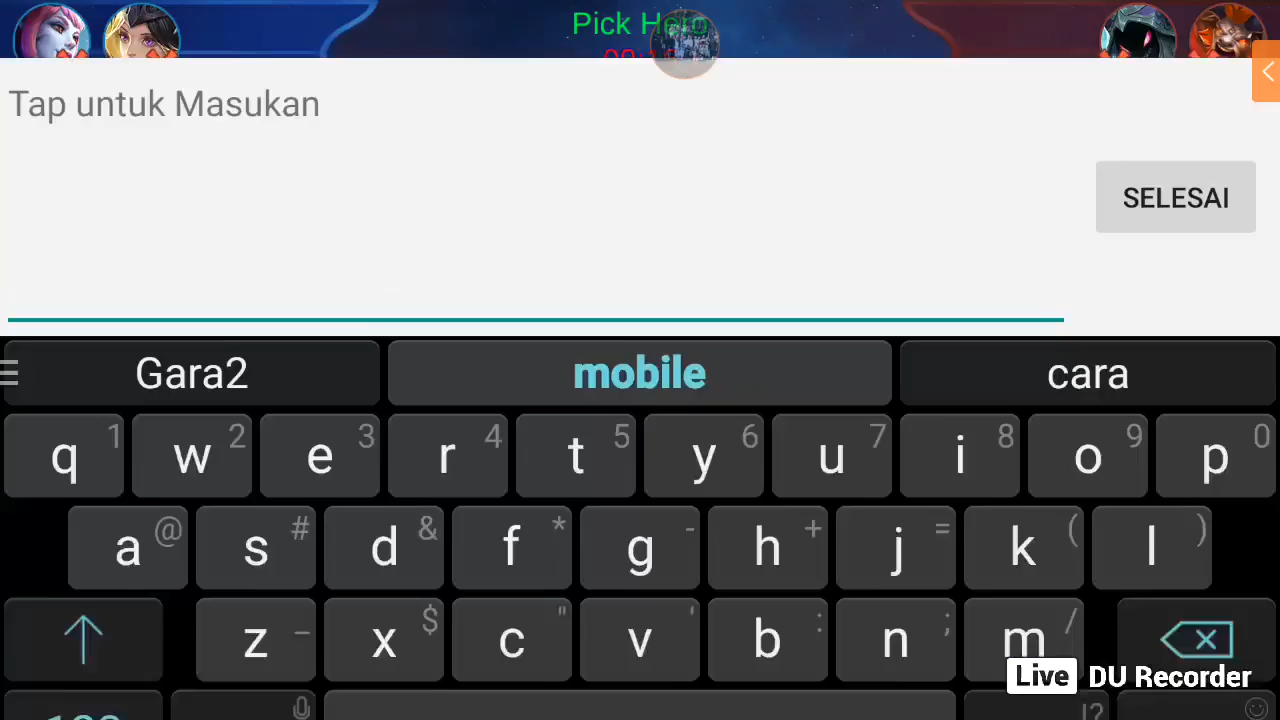 Pick Hero
Tap untuk Masukan
SELESAI
Gara2 mobile cara
q 1 w 2 e 3 r 4 t 5 y 6 u 7 i 8 o 9 p 0
a @ s # d & f * g - h + j = k ( l )
z _ x $ c " v ' b : n ; m /
Live DU Recorder
!?